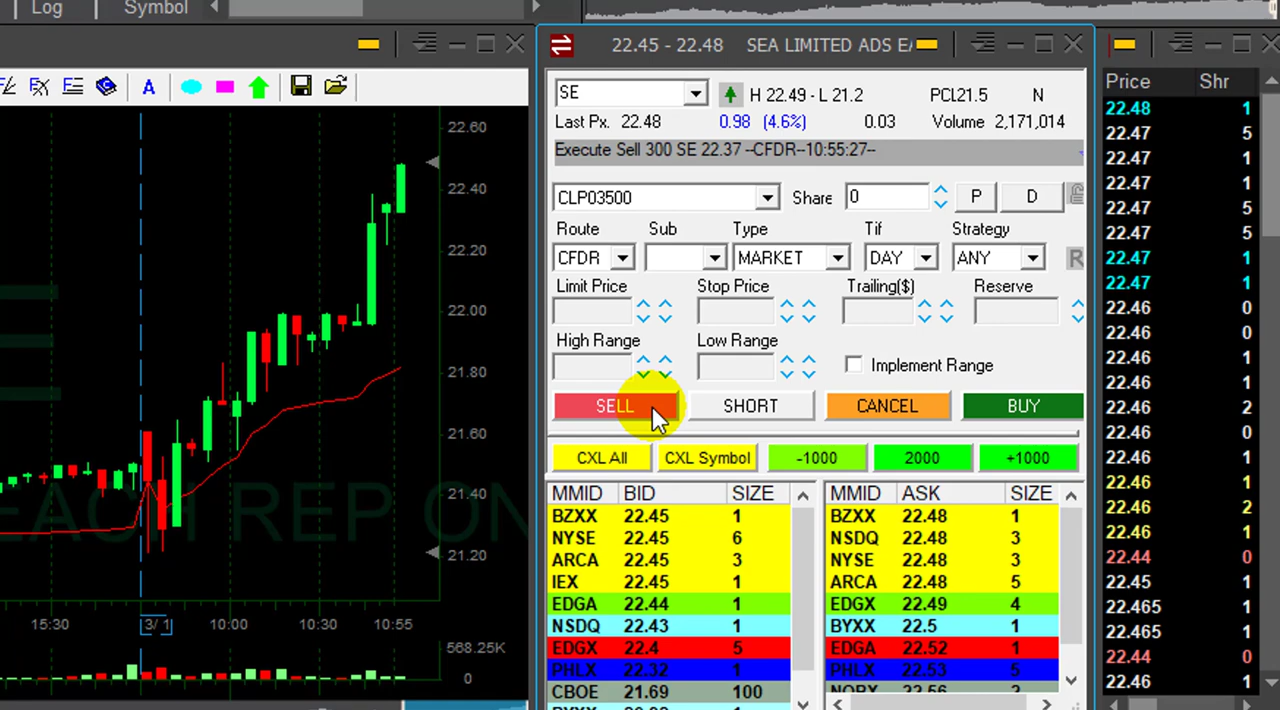 Log Symbol
22.45 - 22.48 SEA LIMITED ADS EA
A
22.60
22.40
22.20
22.00
21.80
21.60
21.40
21.20
EACH REP ON
15:30 3/ 1 10:00 10:30 10:55
568.25K
0
SE H 22.49 - L 21.2 PCL21.5 N
Last Px. 22.48 0.98 (4.6%) 0.03 Volume 2,171,014
Execute Sell 300 SE 22.37 --CFDR--10:55:27--
CLP03500 Share 0 P D
Route Sub Type Tif Strategy
CFDR MARKET DAY ANY R
Limit Price Stop Price Trailing($) Reserve
High Range Low Range
Implement Range
SELL SHORT CANCEL BUY
CXL All CXL Symbol -1000 2000 +1000
MMID BID SIZE
BZXX 22.45 1
NYSE 22.45 6
ARCA 22.45 3
IEX 22.45 1
EDGA 22.44 1
NSDQ 22.43 1
EDGX 22.4 5
PHLX 22.32 1
CBOE 21.69 100
MMID ASK SIZE
BZXX 22.48 1
NSDQ 22.48 3
NYSE 22.48 3
ARCA 22.48 5
EDGX 22.49 4
BYXX 22.5 1
EDGA 22.52 1
PHLX 22.53 5
Price Shr
22.48 1
22.47 5
22.47 1
22.47 1
22.47 5
22.47 5
22.47 1
22.47 1
22.46 0
22.46 0
22.46 1
22.46 1
22.46 2
22.46 0
22.46 1
22.46 1
22.46 2
22.46 1
22.44 0
22.45 1
22.465 1
22.465 1
22.44 0
22.46 1